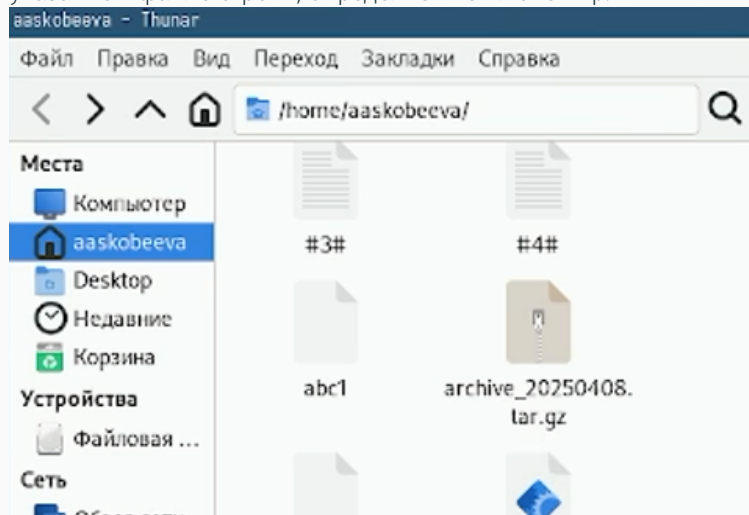 aaskobeeva - Thunar
Файл Правка Вид Переход Закладки Справка
/home/aaskobeeva/
Места
Компьютер
aaskobeeva
Desktop
Недавние
Корзина
Устройства
Файловая ...
Сеть
#3# #4#
abc1 archive_20250408.
tar.gz